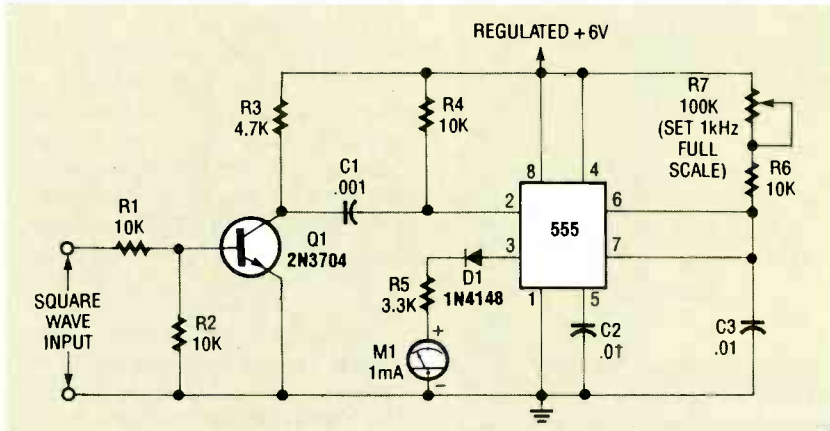 REGULATED +6V
R3
4.7K
R4
10K
R7
100K
(SET 1kHz
FULL
SCALE)
C1
.001
R6
10K
8
4
R1
10K
2
6
555
Q1
2N3704
3
7
D1
1N4148
R5
3.3K
1
5
SQUARE
WAVE
INPUT
R2
10K
+
M1
1mA
-
C2
.01
C3
.01